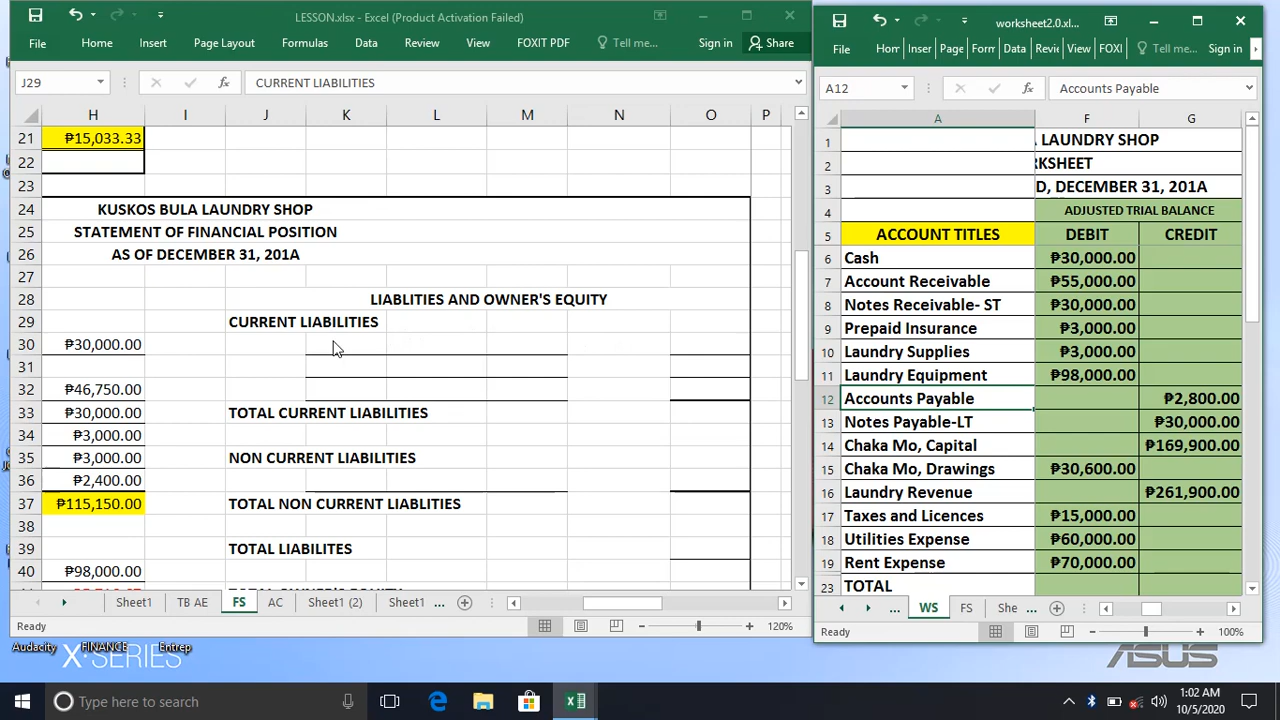 LESSON.xlsx - Excel (Product Activation Failed)
File Home Insert Page Layout Formulas Data Review View FOXIT PDF Tell me... Sign in Share
J29 fx CURRENT LIABILITIES
H I J K L M N O P
21 ₱15,033.33
22
23
24 KUSKOS BULA LAUNDRY SHOP
25 STATEMENT OF FINANCIAL POSITION
26 AS OF DECEMBER 31, 201A
27
28 LIABLITIES AND OWNER'S EQUITY
29 CURRENT LIABILITIES
30 ₱30,000.00
31
32 ₱46,750.00
33 ₱30,000.00 TOTAL CURRENT LIABILITIES
34 ₱3,000.00
35 ₱3,000.00 NON CURRENT LIABILITIES
36 ₱2,400.00
37 ₱115,150.00 TOTAL NON CURRENT LIABLITIES
38
39 TOTAL LIABILITES
40 ₱98,000.00
Sheet1 TB AE FS AC Sheet1 (2) Sheet1 ...
Ready 120%
worksheet2.0.xl...
File Hom Inser Page Form Data Revie View FOXI Tell me... Sign in
A12 fx Accounts Payable
A F G
1 A LAUNDRY SHOP
2 RKSHEET
3 D, DECEMBER 31, 201A
4 ADJUSTED TRIAL BALANCE
5 ACCOUNT TITLES DEBIT CREDIT
6 Cash ₱30,000.00
7 Account Receivable ₱55,000.00
8 Notes Receivable- ST ₱30,000.00
9 Prepaid Insurance ₱3,000.00
10 Laundry Supplies ₱3,000.00
11 Laundry Equipment ₱98,000.00
12 Accounts Payable ₱2,800.00
13 Notes Payable-LT ₱30,000.00
14 Chaka Mo, Capital ₱169,900.00
15 Chaka Mo, Drawings ₱30,600.00
16 Laundry Revenue ₱261,900.00
17 Taxes and Licences ₱15,000.00
18 Utilities Expense ₱60,000.00
19 Rent Expense ₱70,000.00
23 TOTAL
... WS FS She ...
Ready 100%
Audacity FINANCE Entrep
X-SERIES
ASUS
Type here to search
1:02 AM
10/5/2020